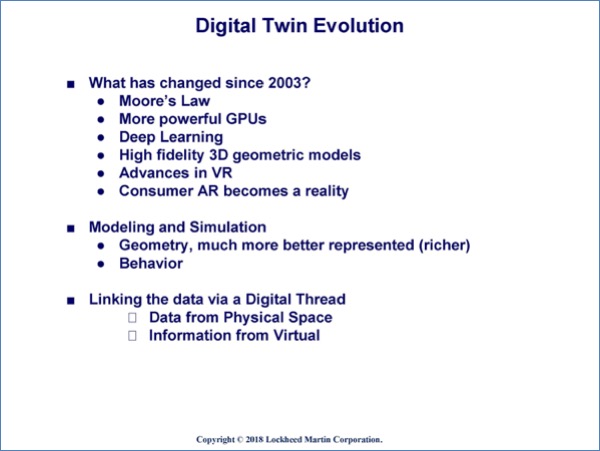 Digital Twin Evolution
■ What has changed since 2003?
● Moore's Law
● More powerful GPUs
● Deep Learning
● High fidelity 3D geometric models
● Advances in VR
● Consumer AR becomes a reality
■ Modeling and Simulation
● Geometry, much more better represented (richer)
● Behavior
■ Linking the data via a Digital Thread
□ Data from Physical Space
□ Information from Virtual
Copyright © 2018 Lockheed Martin Corporation.